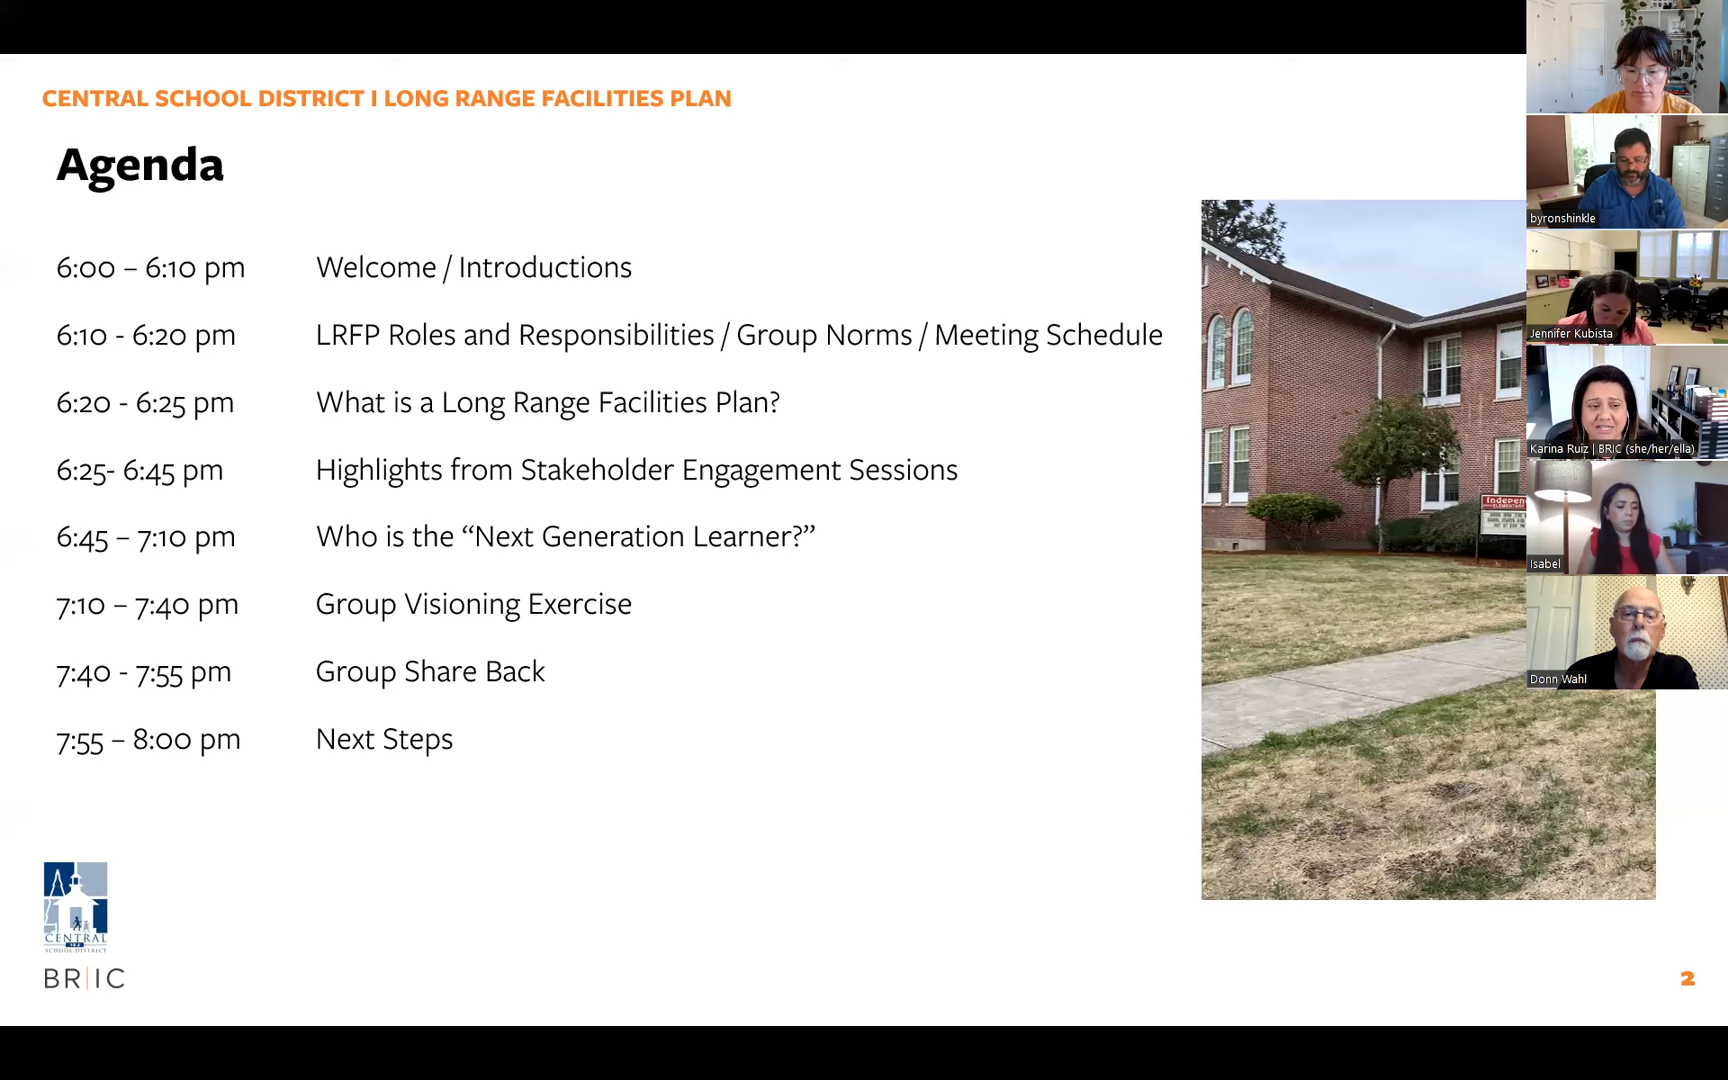 CENTRAL SCHOOL DISTRICT I LONG RANGE FACILITIES PLAN
Agenda
6:00 – 6:10 pm Welcome / Introductions
6:10 - 6:20 pm LRFP Roles and Responsibilities / Group Norms / Meeting Schedule
6:20 - 6:25 pm What is a Long Range Facilities Plan?
6:25- 6:45 pm Highlights from Stakeholder Engagement Sessions
6:45 – 7:10 pm Who is the “Next Generation Learner?”
7:10 – 7:40 pm Group Visioning Exercise
7:40 - 7:55 pm Group Share Back
7:55 – 8:00 pm Next Steps
Indepen
ELEMENTARY
byronshinkle
Jennifer Kubista
Karina Ruiz | BRIC (she/her/ella)
Isabel
Donn Wahl
CENTRAL
SCHOOL DISTRICT
BR|IC
2